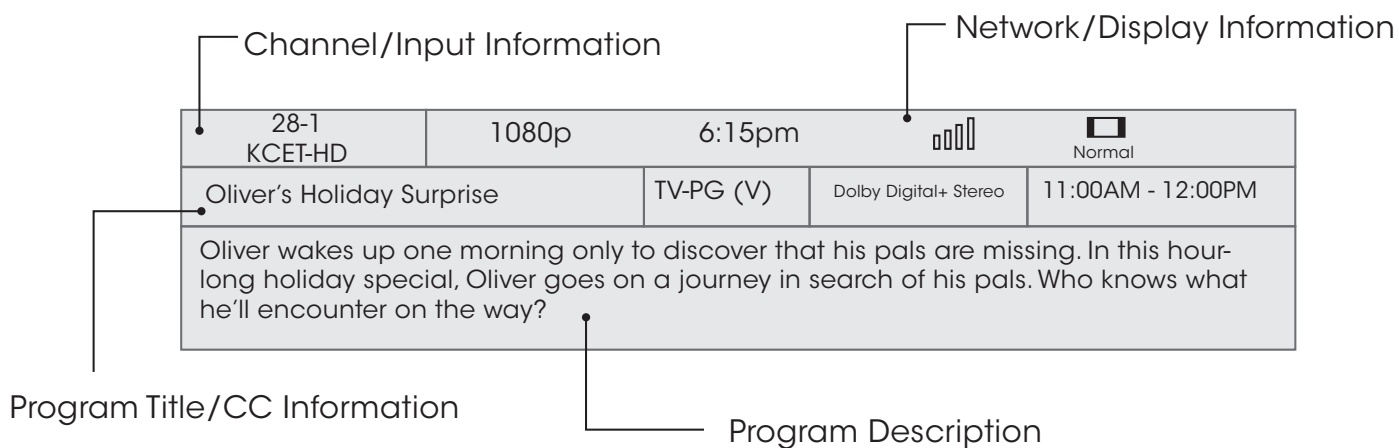 Channel/Input Information
Network/Display Information
28-1
KCET-HD
1080p
6:15pm
Normal
Oliver's Holiday Surprise
TV-PG (V)
Dolby Digital+ Stereo
11:00AM - 12:00PM
Oliver wakes up one morning only to discover that his pals are missing. In this hour-
long holiday special, Oliver goes on a journey in search of his pals. Who knows what
he'll encounter on the way?
Program Title/CC Information
Program Description